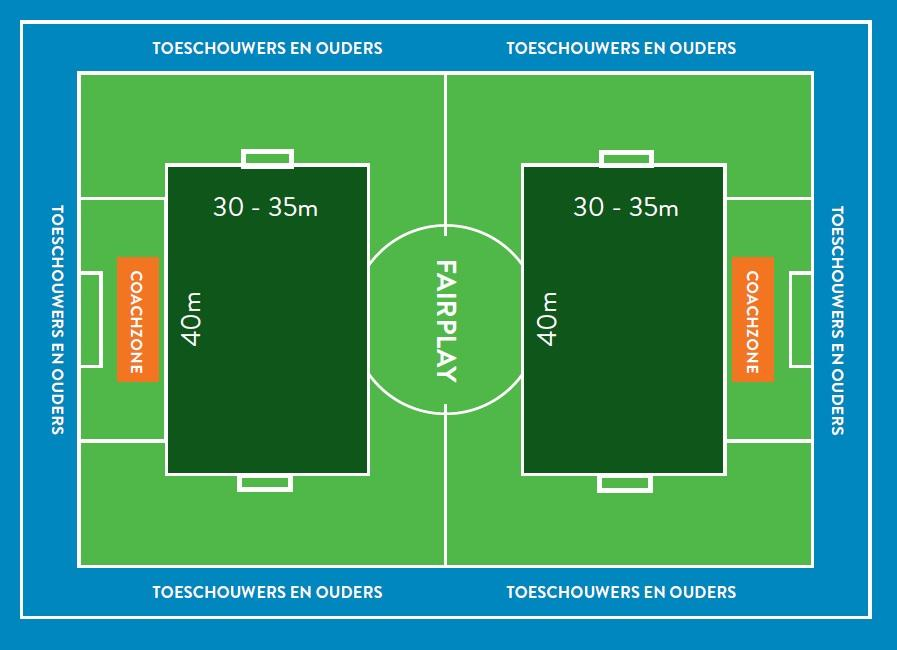 TOESCHOUWERS EN OUDERS
TOESCHOUWERS EN OUDERS
TOESCHOUWERS EN OUDERS
COACHZONE
30 - 35m
40m
FAIRPLAY
30 - 35m
40m
COACHZONE
TOESCHOUWERS EN OUDERS
TOESCHOUWERS EN OUDERS
TOESCHOUWERS EN OUDERS